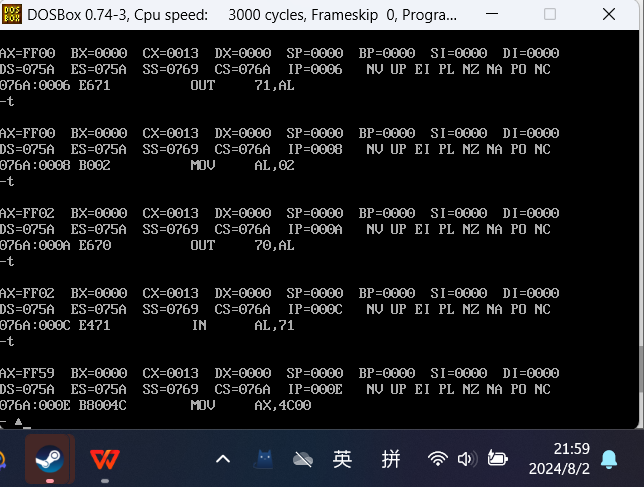 DOSBox 0.74-3, Cpu speed: 3000 cycles, Frameskip 0, Progra...
AX=FF00 BX=0000 CX=0013 DX=0000 SP=0000 BP=0000 SI=0000 DI=0000
DS=075A ES=075A SS=0769 CS=076A IP=0006 NV UP EI PL NZ NA PO NC
076A:0006 E671 OUT 71,AL
-t
AX=FF00 BX=0000 CX=0013 DX=0000 SP=0000 BP=0000 SI=0000 DI=0000
DS=075A ES=075A SS=0769 CS=076A IP=0008 NV UP EI PL NZ NA PO NC
076A:0008 B002 MOV AL,02
-t
AX=FF02 BX=0000 CX=0013 DX=0000 SP=0000 BP=0000 SI=0000 DI=0000
DS=075A ES=075A SS=0769 CS=076A IP=000A NV UP EI PL NZ NA PO NC
076A:000A E670 OUT 70,AL
-t
AX=FF02 BX=0000 CX=0013 DX=0000 SP=0000 BP=0000 SI=0000 DI=0000
DS=075A ES=075A SS=0769 CS=076A IP=000C NV UP EI PL NZ NA PO NC
076A:000C E471 IN AL,71
-t
AX=FF59 BX=0000 CX=0013 DX=0000 SP=0000 BP=0000 SI=0000 DI=0000
DS=075A ES=075A SS=0769 CS=076A IP=000E NV UP EI PL NZ NA PO NC
076A:000E B8004C MOV AX,4C00
- _
英 拼 21:59
2024/8/2